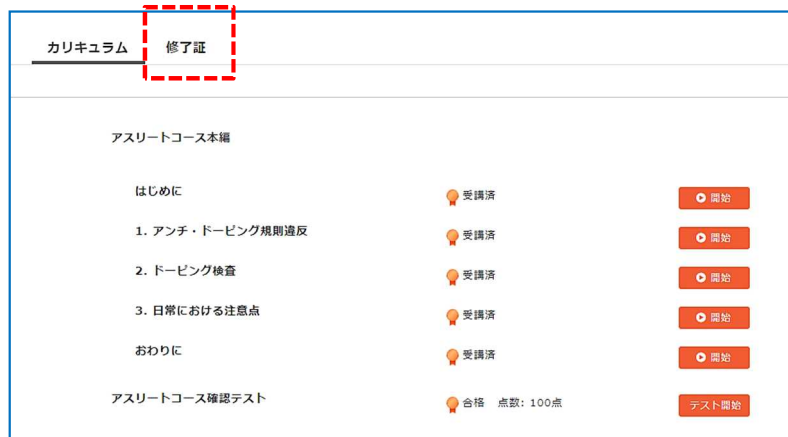 カリキュラム 修了証
アスリートコース本編
はじめに 受講済 開始
1. アンチ・ドーピング規則違反 受講済 開始
2. ドーピング検査 受講済 開始
3. 日常における注意点 受講済 開始
おわりに 受講済 開始
アスリートコース確認テスト 合格 点数: 100点 テスト開始